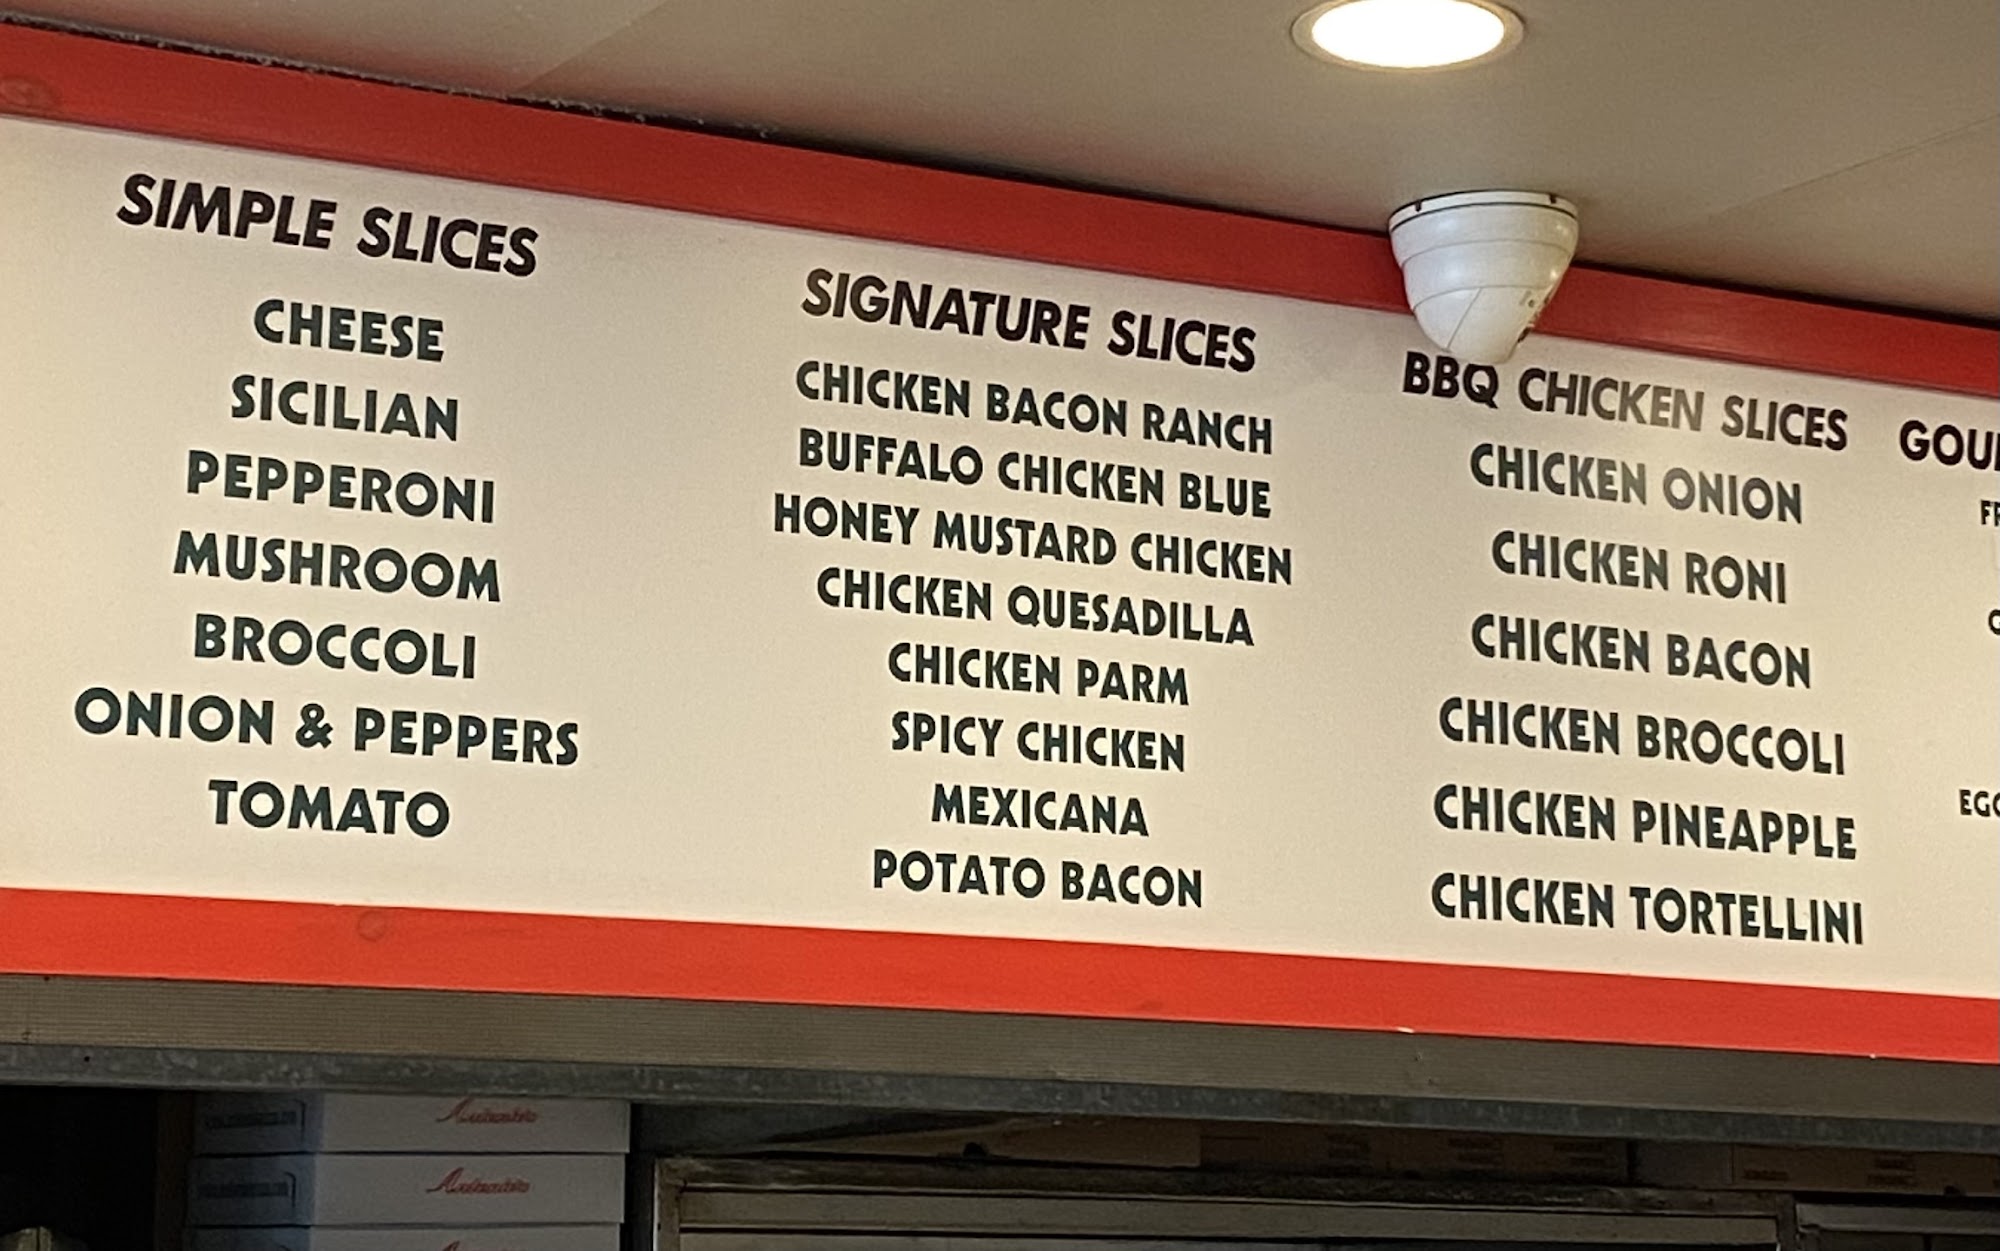 SIMPLE SLICES
CHEESE
SICILIAN
PEPPERONI
MUSHROOM
BROCCOLI
ONION & PEPPERS
TOMATO
SIGNATURE SLICES
CHICKEN BACON RANCH
BUFFALO CHICKEN BLUE
HONEY MUSTARD CHICKEN
CHICKEN QUESADILLA
CHICKEN PARM
SPICY CHICKEN
MEXICANA
POTATO BACON
BBQ CHICKEN SLICES
CHICKEN ONION
CHICKEN RONI
CHICKEN BACON
CHICKEN BROCCOLI
CHICKEN PINEAPPLE
CHICKEN TORTELLINI